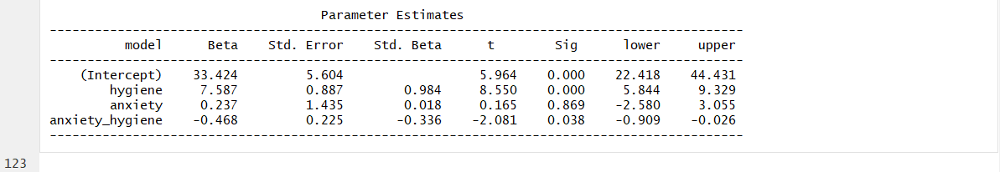 Parameter Estimates
-----------------------------------------------------------------------------------------------
model Beta Std. Error Std. Beta t Sig lower upper
-----------------------------------------------------------------------------------------------
(Intercept) 33.424 5.604 5.964 0.000 22.418 44.431
hygiene 7.587 0.887 0.984 8.550 0.000 5.844 9.329
anxiety 0.237 1.435 0.018 0.165 0.869 -2.580 3.055
anxiety_hygiene -0.468 0.225 -0.336 -2.081 0.038 -0.909 -0.026
-----------------------------------------------------------------------------------------------
123